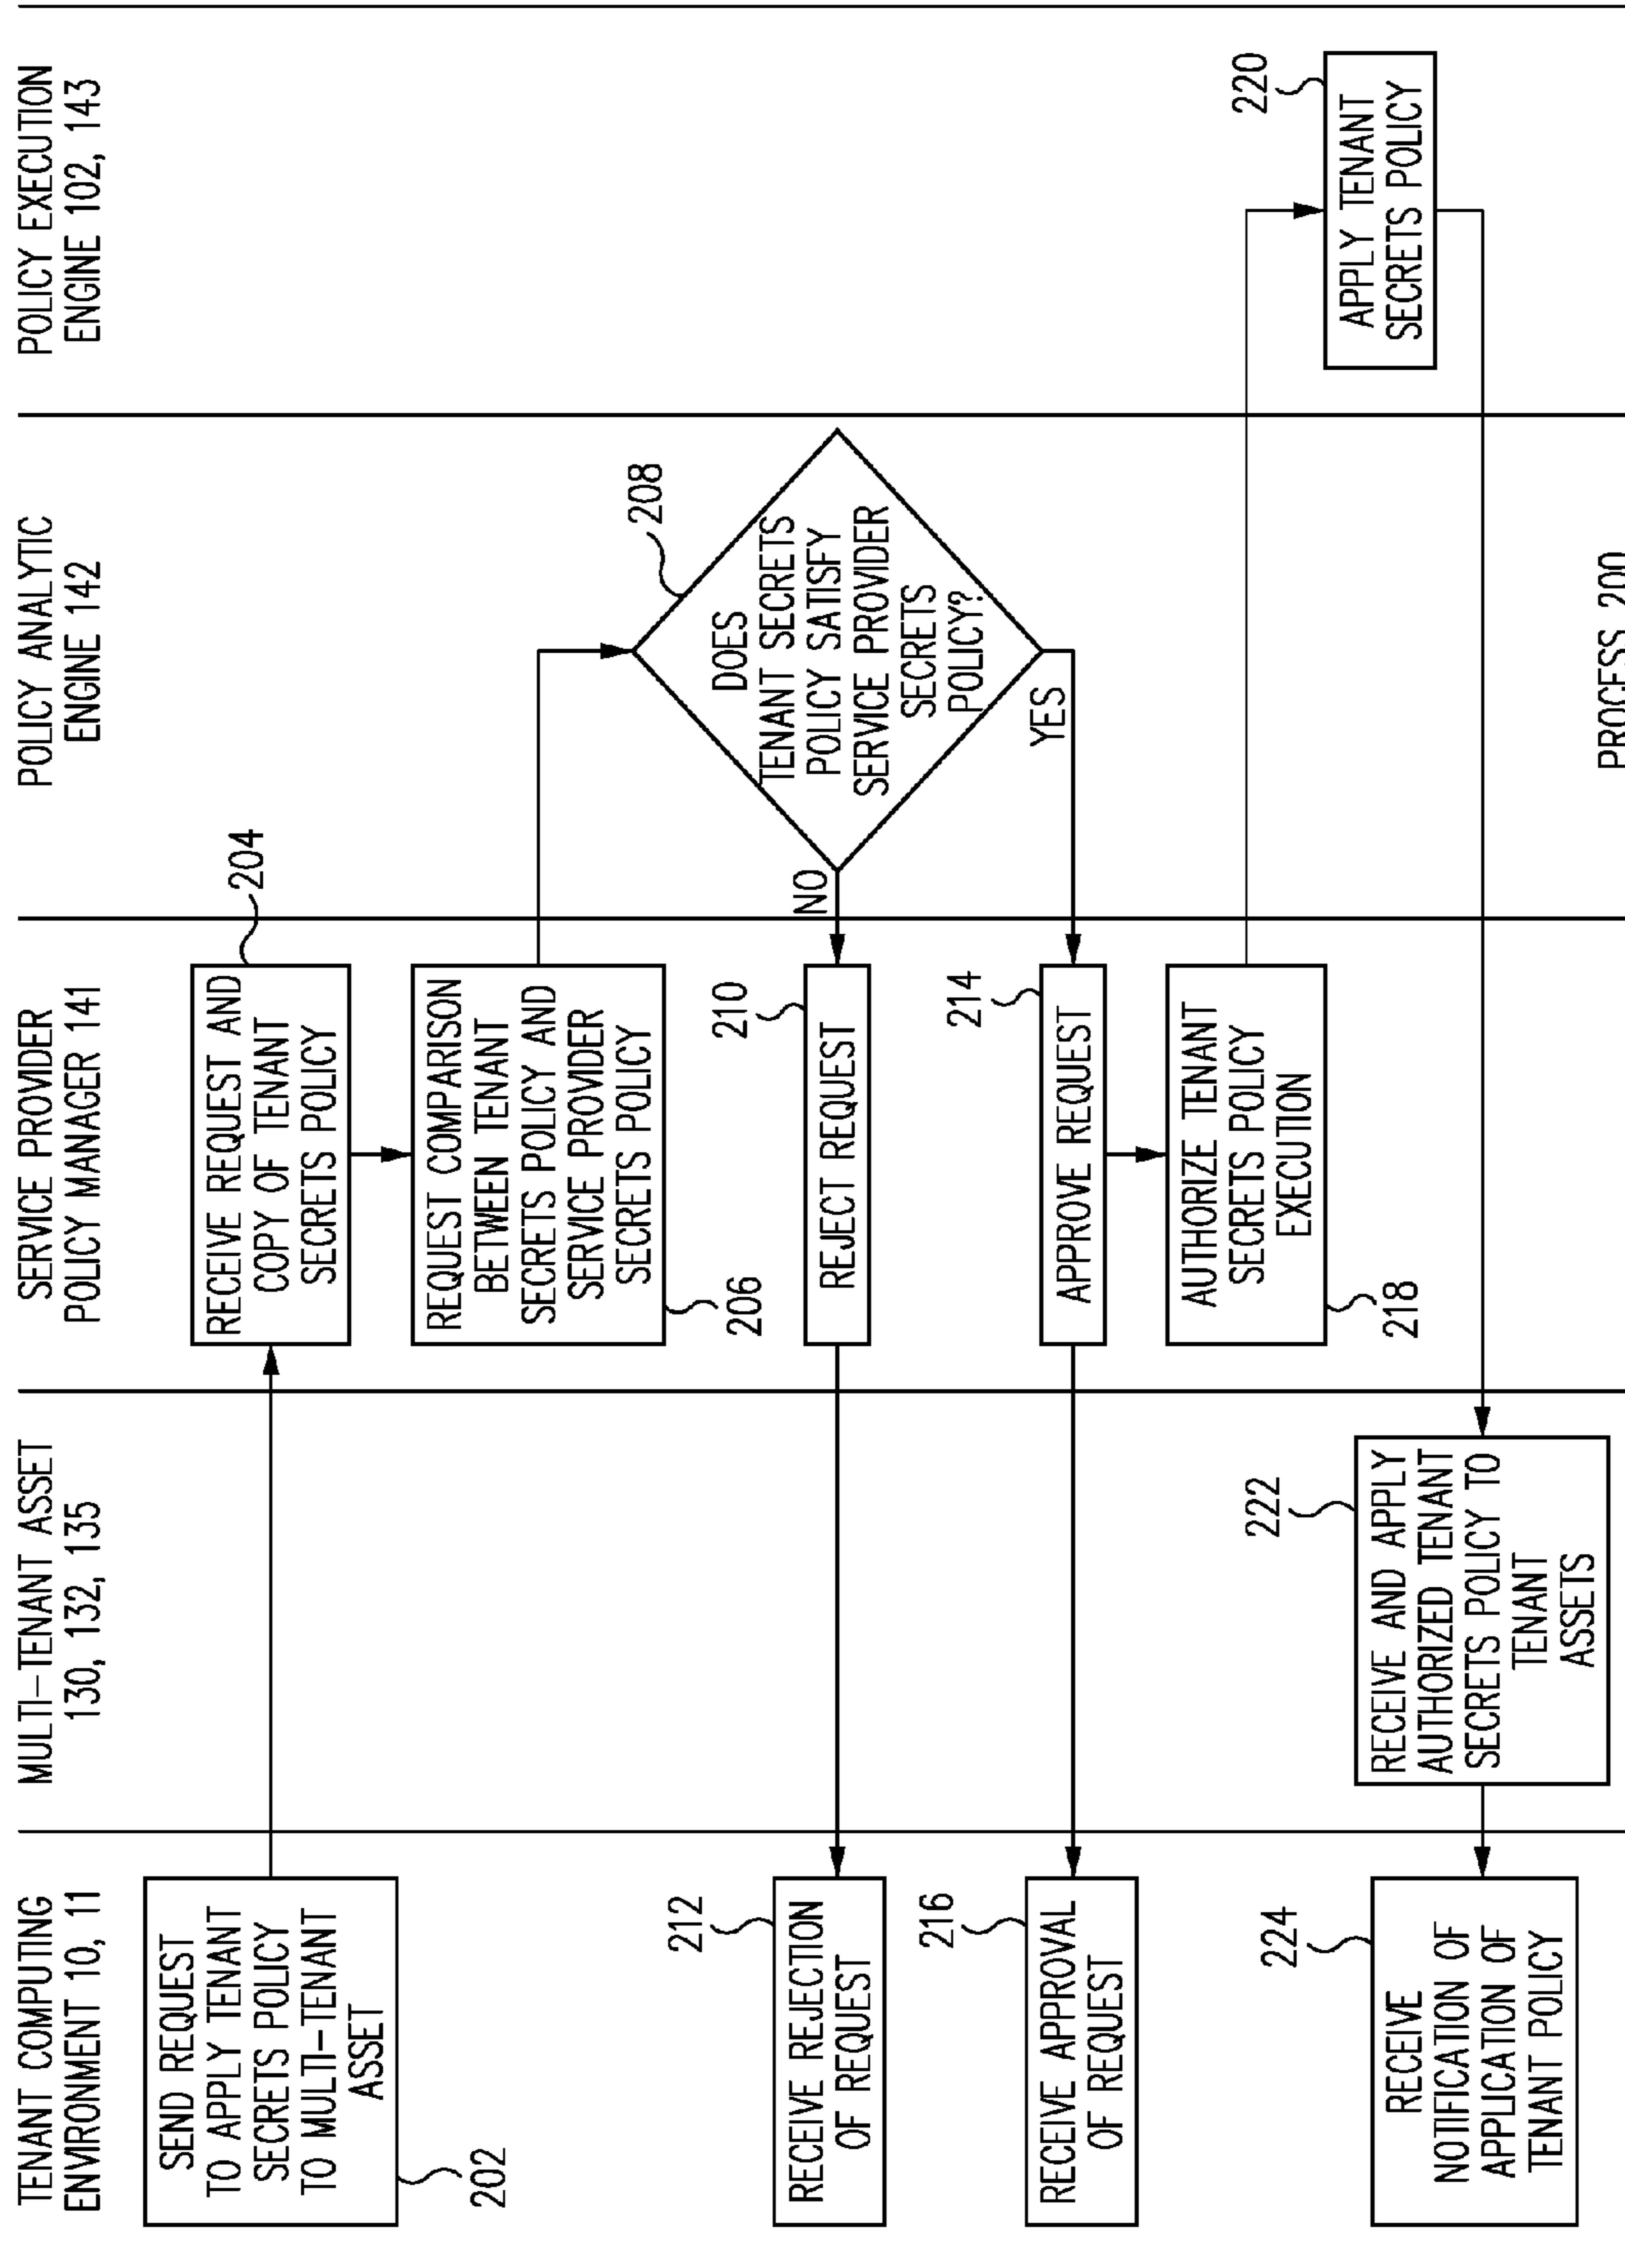 TENANT COMPUTING
ENVIRONMENT 10, 11
MULTI-TENANT ASSET
130, 132, 135
SERVICE PROVIDER
POLICY MANAGER 141
POLICY ANALYTIC
ENGINE 142
POLICY EXECUTION
ENGINE 102, 143
SEND REQUEST
TO APPLY TENANT
SECRETS POLICY
TO MULTI-TENANT
ASSET
202
RECEIVE REQUEST AND
COPY OF TENANT
SECRETS POLICY
204
REQUEST COMPARISON
BETWEEN TENANT
SECRETS POLICY AND
SERVICE PROVIDER
SECRETS POLICY
206
208
DOES
TENANT SECRETS
POLICY SATISFY
SERVICE PROVIDER
SECRETS
POLICY?
NO
YES
210
REJECT REQUEST
212
RECEIVE REJECTION
OF REQUEST
214
APPROVE REQUEST
216
RECEIVE APPROVAL
OF REQUEST
AUTHORIZE TENANT
SECRETS POLICY
EXECUTION
218
220
APPLY TENANT
SECRETS POLICY
222
RECEIVE AND APPLY
AUTHORIZED TENANT
SECRETS POLICY TO
TENANT
ASSETS
224
RECEIVE
NOTIFICATION OF
APPLICATION OF
TENANT POLICY
PROCESS 200